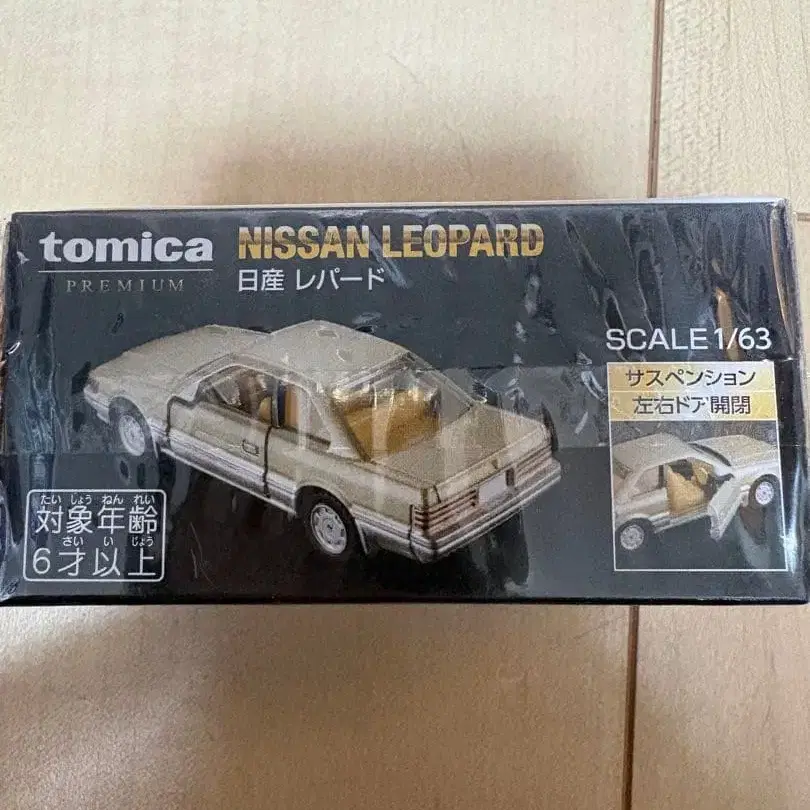 tomica
PREMIUM
NISSAN LEOPARD
日産 レパード
SCALE 1/63
サスペンション
左右ドア開閉
たい しょう ねん れい
対象年齢
さい い じょう
6才以上